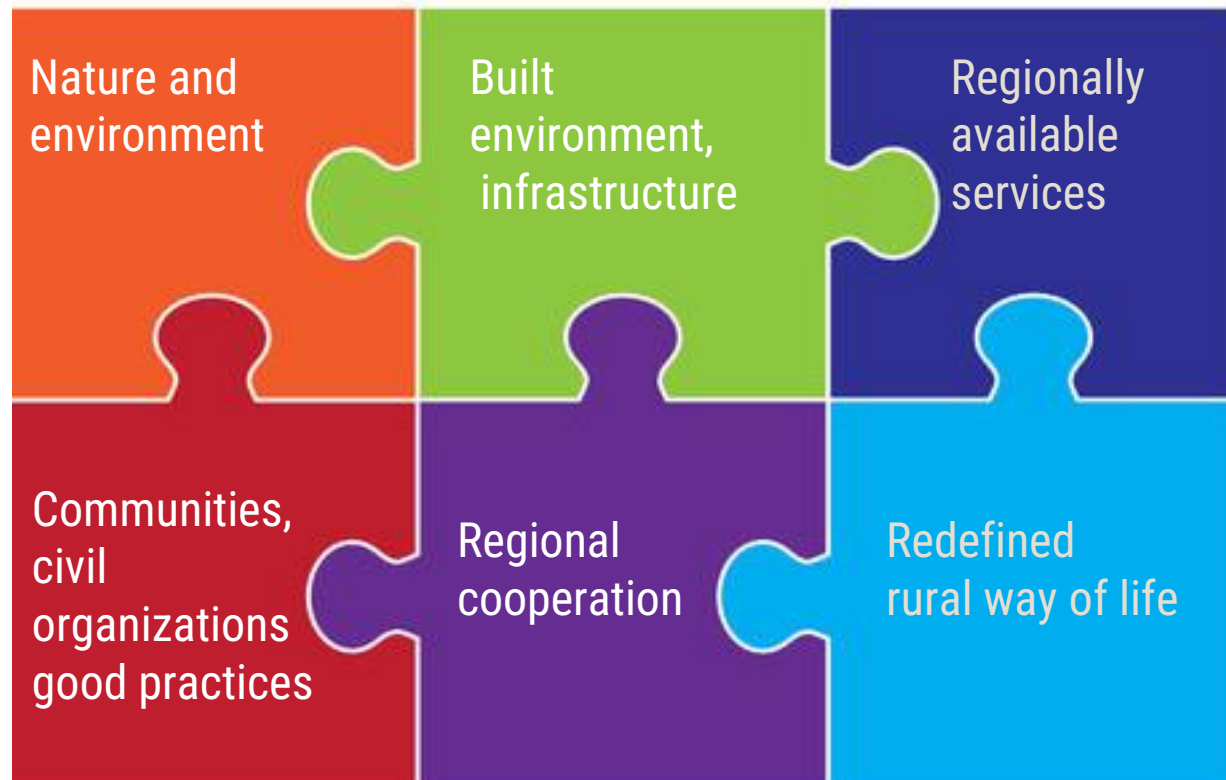 Nature and
environment
Built
environment,
infrastructure
Regionally
available
services
Communities,
civil
organizations
good practices
Regional
cooperation
Redefined
rural way of life